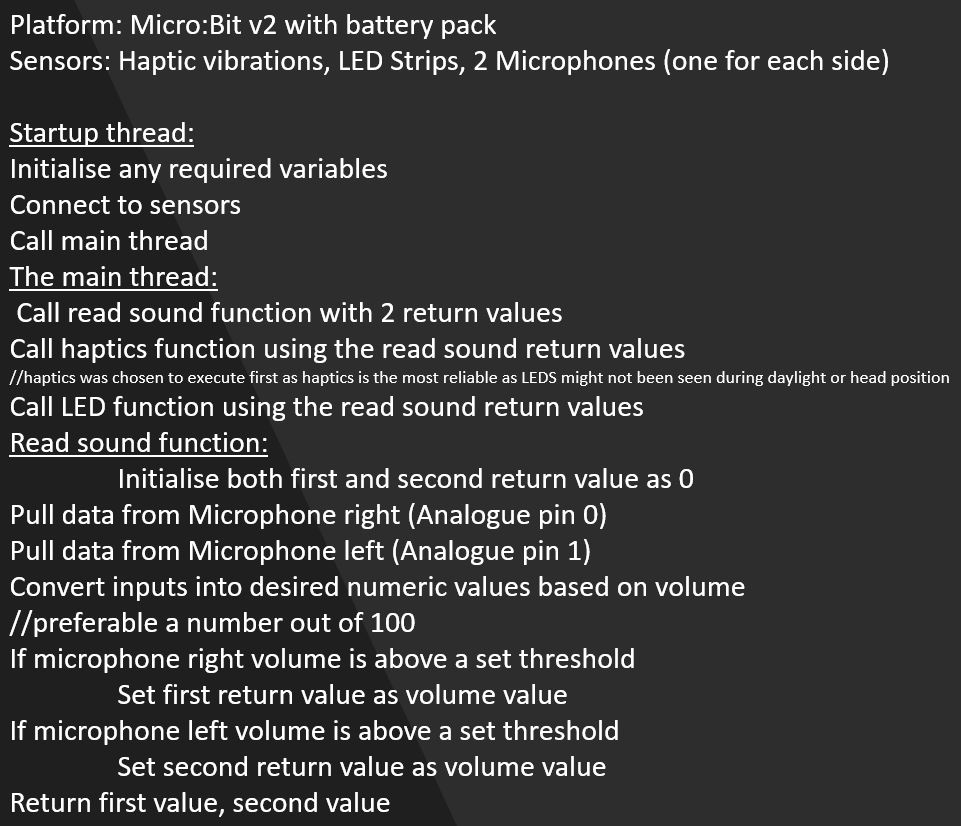 Platform: Micro:Bit v2 with battery pack
Sensors: Haptic vibrations, LED Strips, 2 Microphones (one for each side)
Startup thread:
Initialise any required variables
Connect to sensors
Call main thread
The main thread:
Call read sound function with 2 return values
Call haptics function using the read sound return values
//haptics was chosen to execute first as haptics is the most reliable as LEDS might not been seen during daylight or head position
Call LED function using the read sound return values
Read sound function:
Initialise both first and second return value as 0
Pull data from Microphone right (Analogue pin 0)
Pull data from Microphone left (Analogue pin 1)
Convert inputs into desired numeric values based on volume
//preferable a number out of 100
If microphone right volume is above a set threshold
Set first return value as volume value
If microphone left volume is above a set threshold
Set second return value as volume value
Return first value, second value